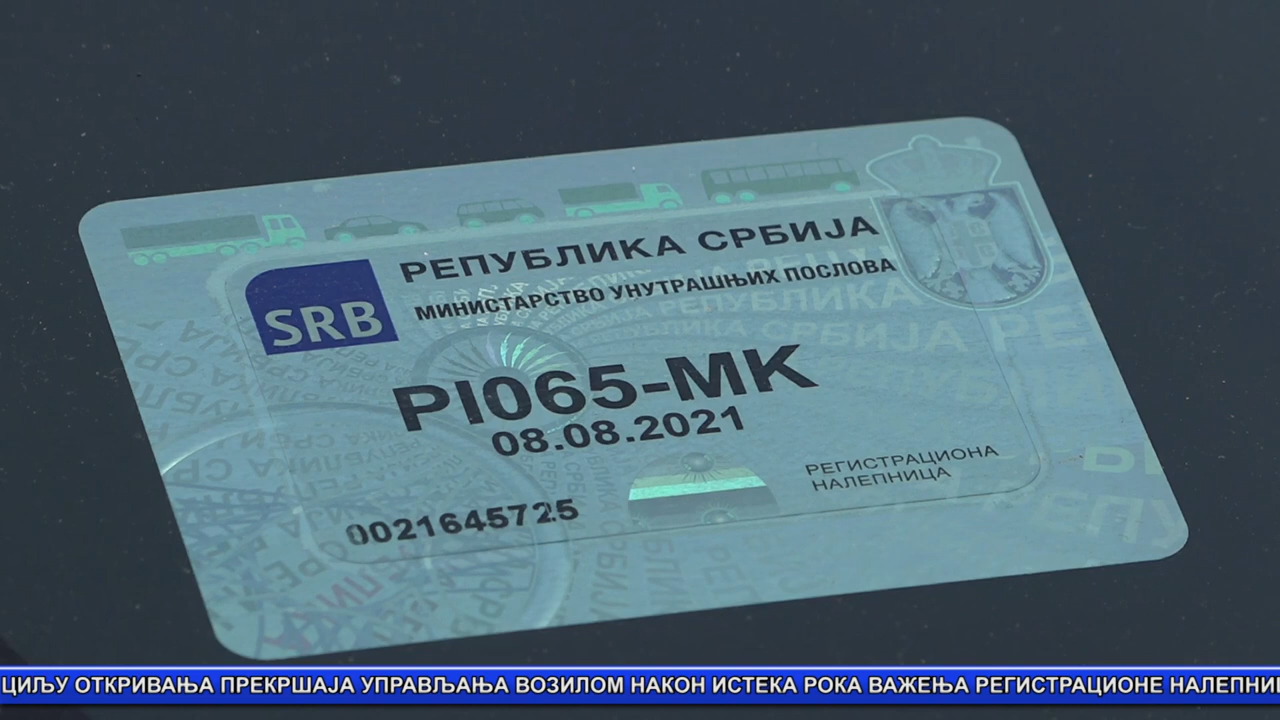 РЕПУБЛИКА СРБИЈА
SRB
МИНИСТАРСТВО УНУТРАШЊИХ ПОСЛОВА
PI065-MK
08.08.2021
РЕГИСТРАЦИОНА
НАЛЕПНИЦА
0021645725
ЦИЉУ ОТКРИВАЊА ПРЕКРШАЈА УПРАВЉАЊА ВОЗИЛОМ НАКОН ИСТЕКА РОКА ВАЖЕЊА РЕГИСТРАЦИОНЕ НАЛЕПНИ